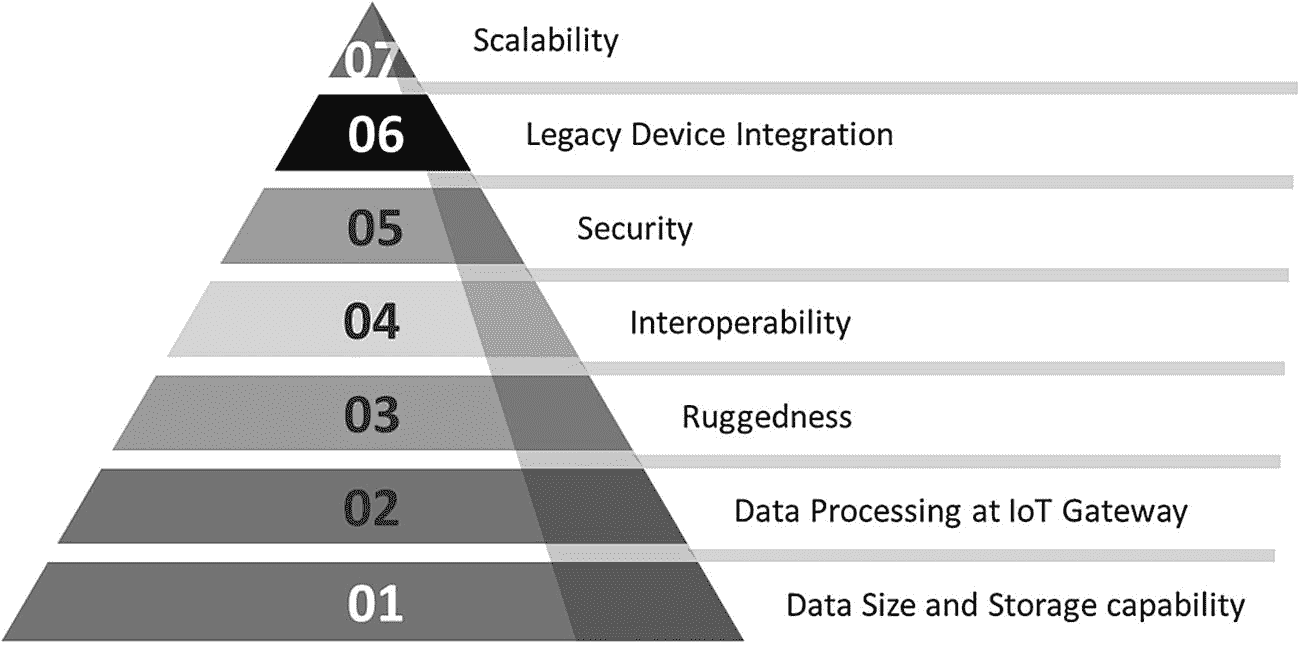 07 Scalability
06 Legacy Device Integration
05 Security
04 Interoperability
03 Ruggedness
02 Data Processing at IoT Gateway
01 Data Size and Storage capability